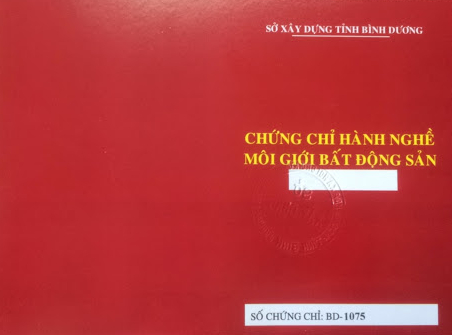 SỞ XÂY DỰNG TỈNH BÌNH DƯƠNG
CHỨNG CHỈ HÀNH NGHỀ
MÔI GIỚI BẤT ĐỘNG SẢN
SỐ CHỨNG CHỈ: BD-1075